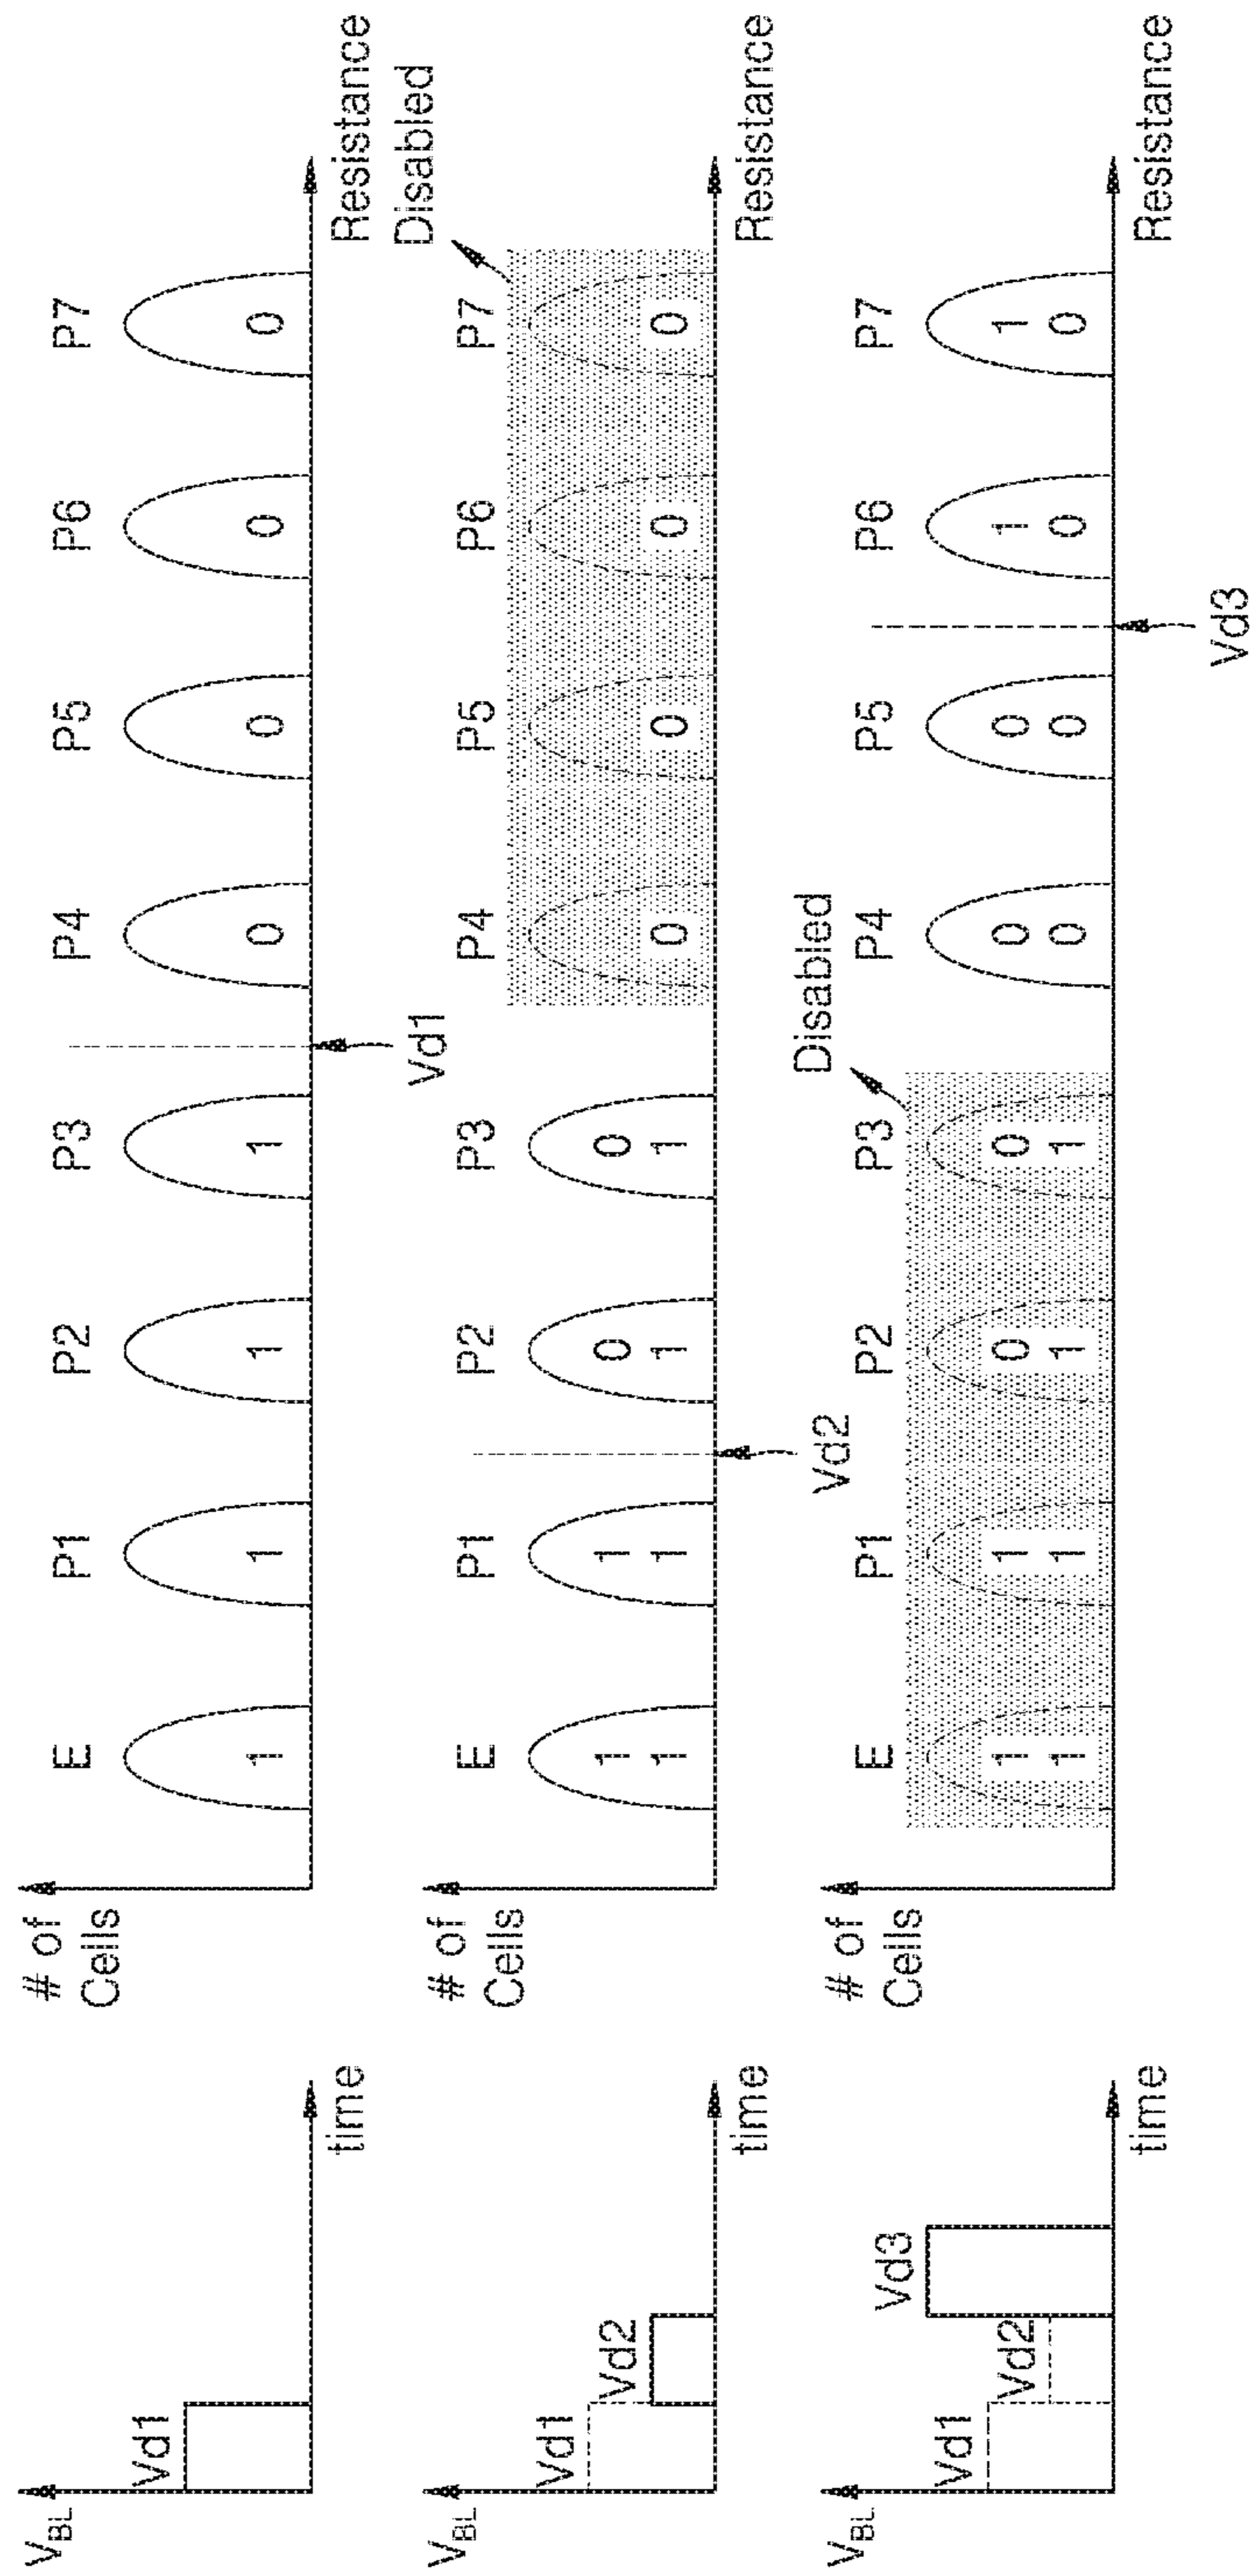 V_BL
Vd1
time
# of
Cells
E P1 P2 P3 P4 P5 P6 P7
1 1 1 1 0 0 0 0
Vd1
Resistance
V_BL
Vd1
Vd2
time
# of
Cells
Disabled
E P1 P2 P3 P4 P5 P6 P7
1 1 0 0
1 1 1 1 0 0 0 0
Vd2
Resistance
V_BL
Vd1
Vd2
Vd3
time
# of
Cells
Disabled
E P1 P2 P3 P4 P5 P6 P7
1 1 0 0 0 0 1 1
1 1 1 1 0 0 0 0
Vd3
Resistance